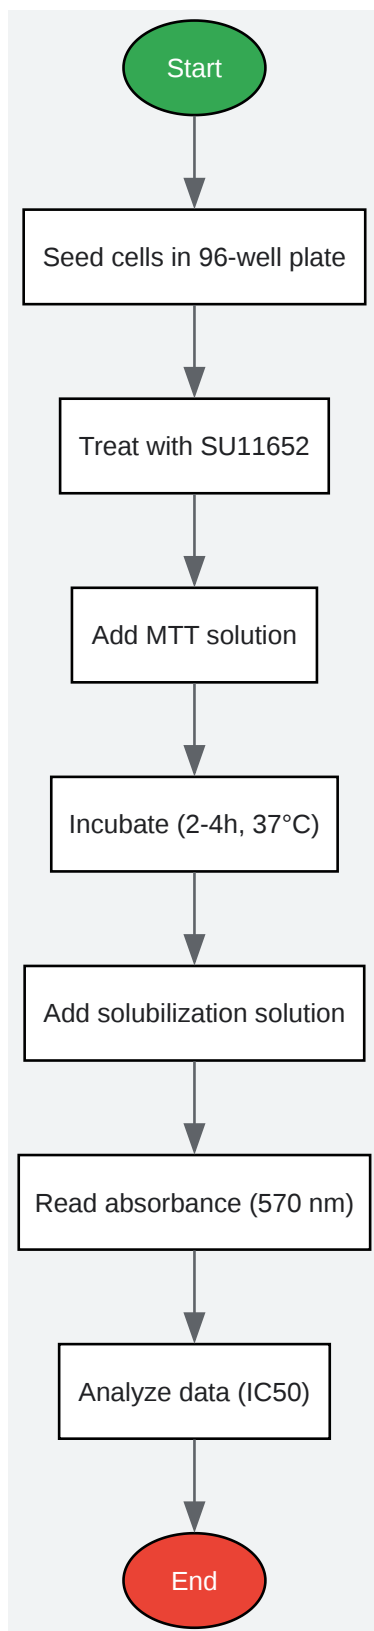 Start
Seed cells in 96-well plate
Treat with SU11652
Add MTT solution
Incubate (2-4h, 37°C)
Add solubilization solution
Read absorbance (570 nm)
Analyze data (IC50)
End